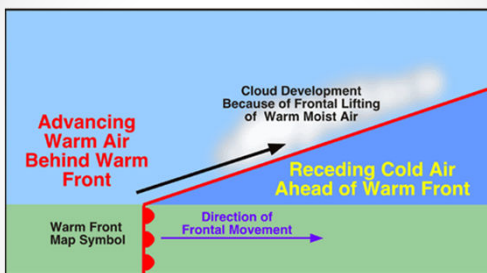 Cloud Development
Because of Frontal Lifting
of Warm Moist Air
Advancing
Warm Air
Behind Warm
Front
Receding Cold Air
Ahead of Warm Front
Warm Front
Map Symbol
Direction of
Frontal Movement